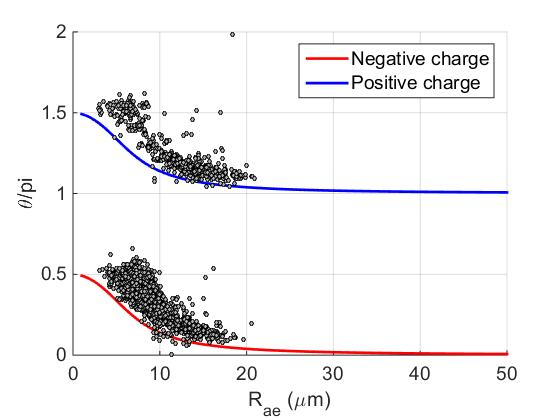 2
Negative charge
Positive charge
1.5
θ/pi
1
0.5
0
0 10 20 30 40 50
R_ae (μm)